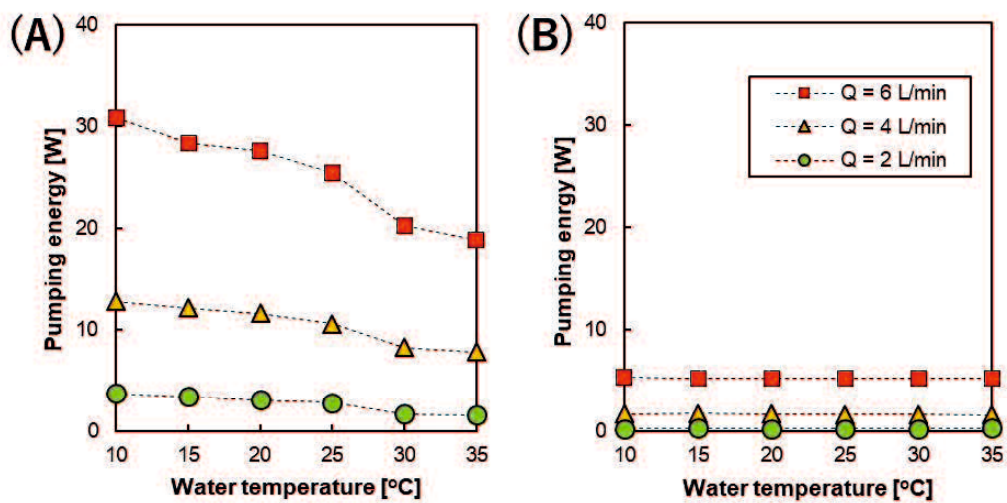 (A)
40
30
20
10
0
Pumping energy [W]
10 15 20 25 30 35
Water temperature [°C]
(B)
40
30
20
10
0
Pumping enrgy [W]
Q = 6 L/min
Q = 4 L/min
Q = 2 L/min
10 15 20 25 30 35
Water temperature [°C]